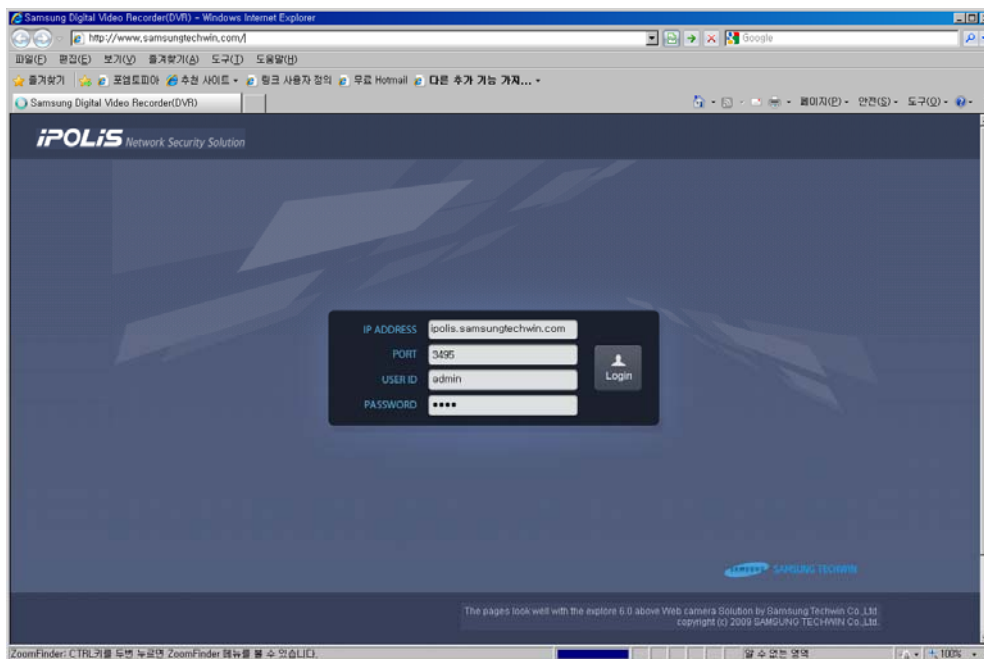 Samsung Digital Video Recorder(DVR) - Windows Internet Explorer
http://www.samsungtechwin.com/
Google
파일(F) 편집(E) 보기(V) 즐겨찾기(A) 도구(T) 도움말(H)
즐겨찾기 포엠토피아 추천 사이트 링크 사용자 정의 무료 Hotmail 다른 추가 기능 가져...
Samsung Digital Video Recorder(DVR)
페이지(P) 안전(S) 도구(O)
iPOLiS Network Security Solution
IP ADDRESS ipolis.samsungtechwin.com
PORT 3495
USER ID admin
PASSWORD ••••
Login
SAMSUNG SAMSUNG TECHWIN
The pages look well with the explore 6.0 above Web camera Solution by Samsung Techwin Co.,Ltd.
copyright (c) 2009 SAMSUNG TECHWIN Co.,Ltd.
ZoomFinder: CTRL키를 두번 누르면 ZoomFinder 메뉴를 볼 수 있습니다.
알 수 없는 영역
100%